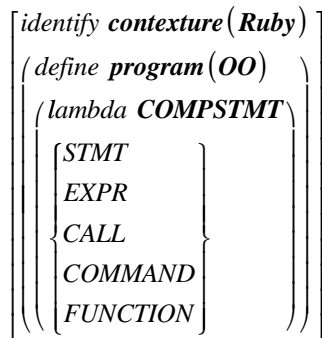 identify contexture(Ruby)
define program(OO)
lambda COMPSTMT
STMT
EXPR
CALL
COMMAND
FUNCTION